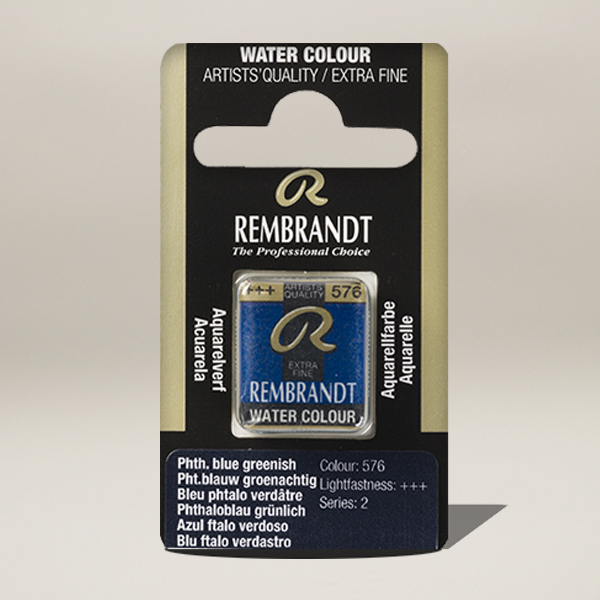 WATER COLOUR
ARTISTS' QUALITY / EXTRA FINE
R
REMBRANDT
The Professional Choice
+++ ARTISTS' QUALITY 576
R
EXTRA
FINE
REMBRANDT
WATER COLOUR
Aquarelverf
Acuarela
Aquarellfarbe
Aquarelle
Phth. blue greenish
Pht.blauw groenachtig
Bleu phtalo verdâtre
Phthaloblau grünlich
Azul ftalo verdoso
Blu ftalo verdastro
Colour: 576
Lightfastness: +++
Series: 2